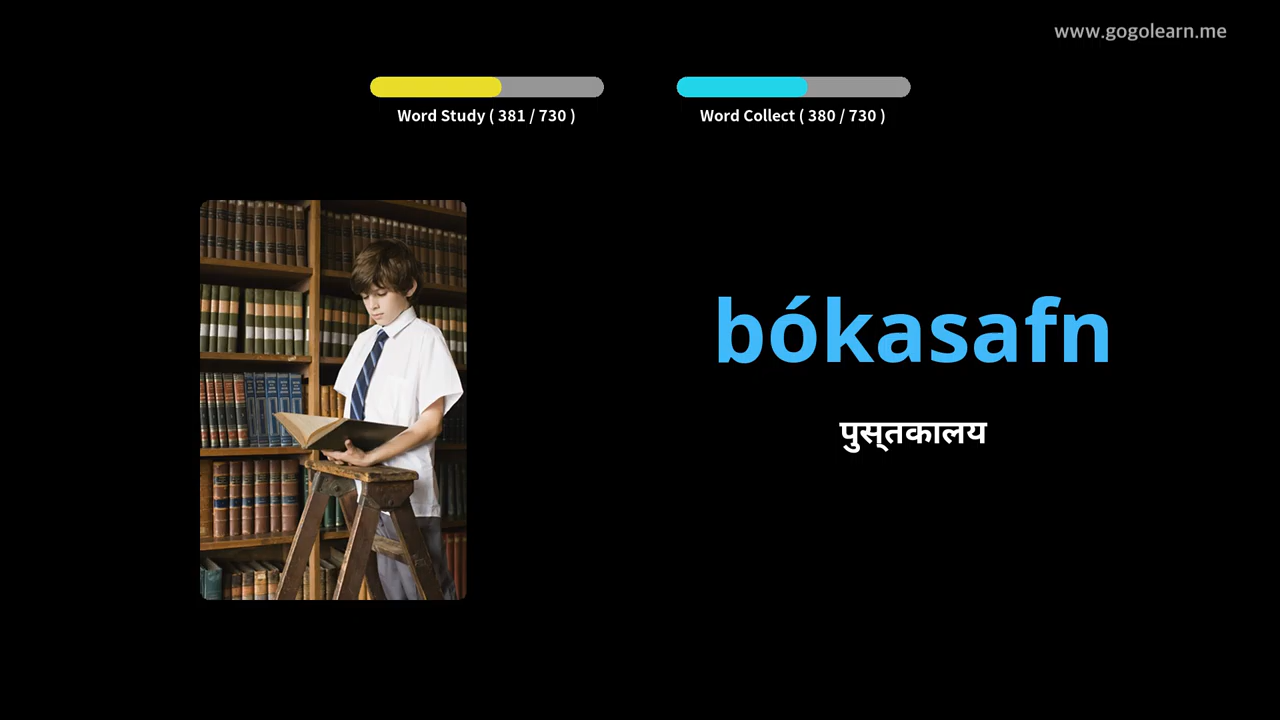 www.gogolearn.me
Word Study ( 381 / 730 )
Word Collect ( 380 / 730 )
bókasafn
पुस्तकालय